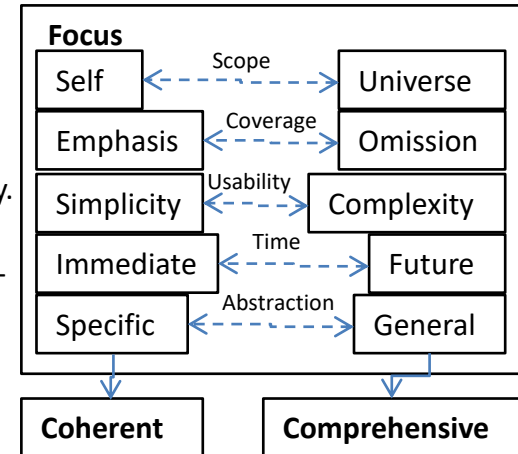 Focus
Scope
Self Universe
Coverage
Emphasis Omission
y.
Usability
Simplicity Complexity
Time
Immediate Future
Abstraction
Specific General
Coherent Comprehensive